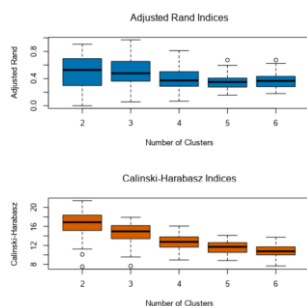 Adjusted Rand Indices
Adjusted Rand
0.8
0.4
0.0
2 3 4 5 6
Number of Clusters
Calinski-Harabasz Indices
Calinski-Harabasz
20
16
12
8
2 3 4 5 6
Number of Clusters